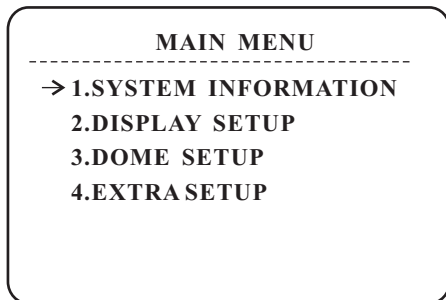 MAIN MENU
→1.SYSTEM INFORMATION
2.DISPLAY SETUP
3.DOME SETUP
4.EXTRA SETUP